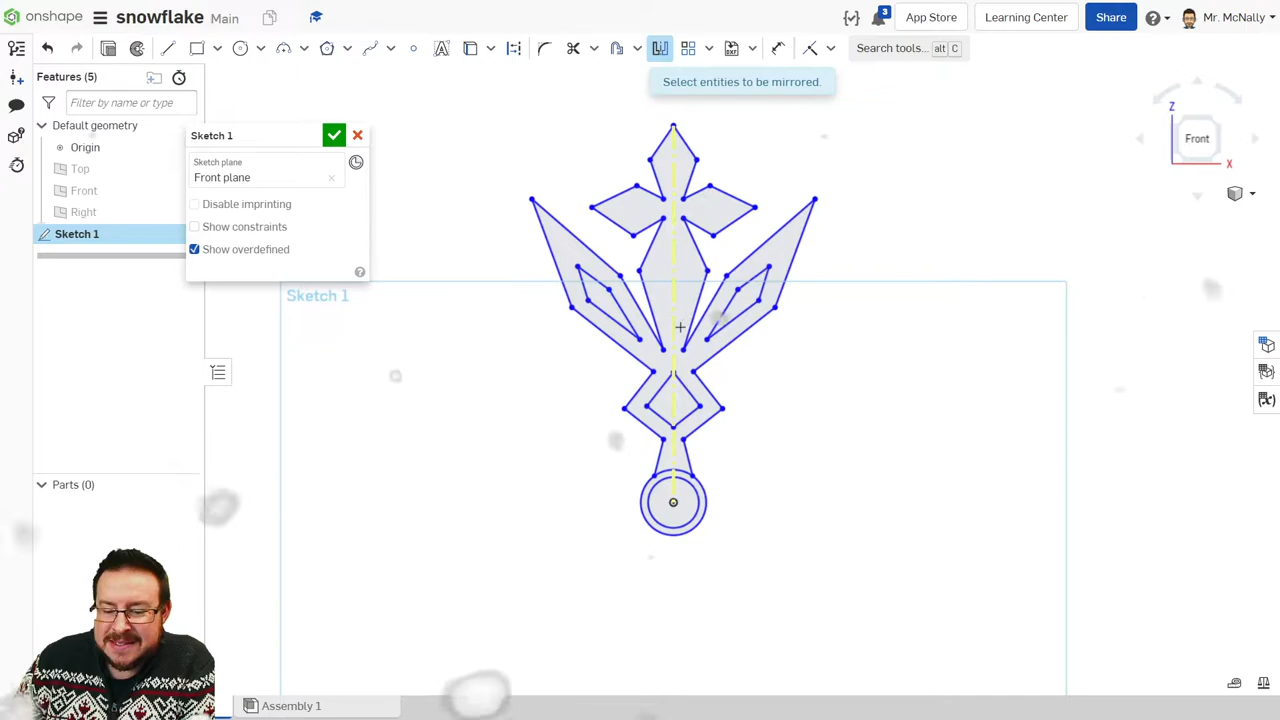 onshape
snowflake Main
3
App Store
Learning Center
Share
Mr. McNally
Search tools... alt C
Select entities to be mirrored.
Features (5)
Filter by name or type
Default geometry
Origin
Top
Front
Right
Sketch 1
Sketch 1
Sketch plane
Front plane
Disable imprinting
Show constraints
Show overdefined
Sketch 1
Z
Front
X
Parts (0)
Assembly 1